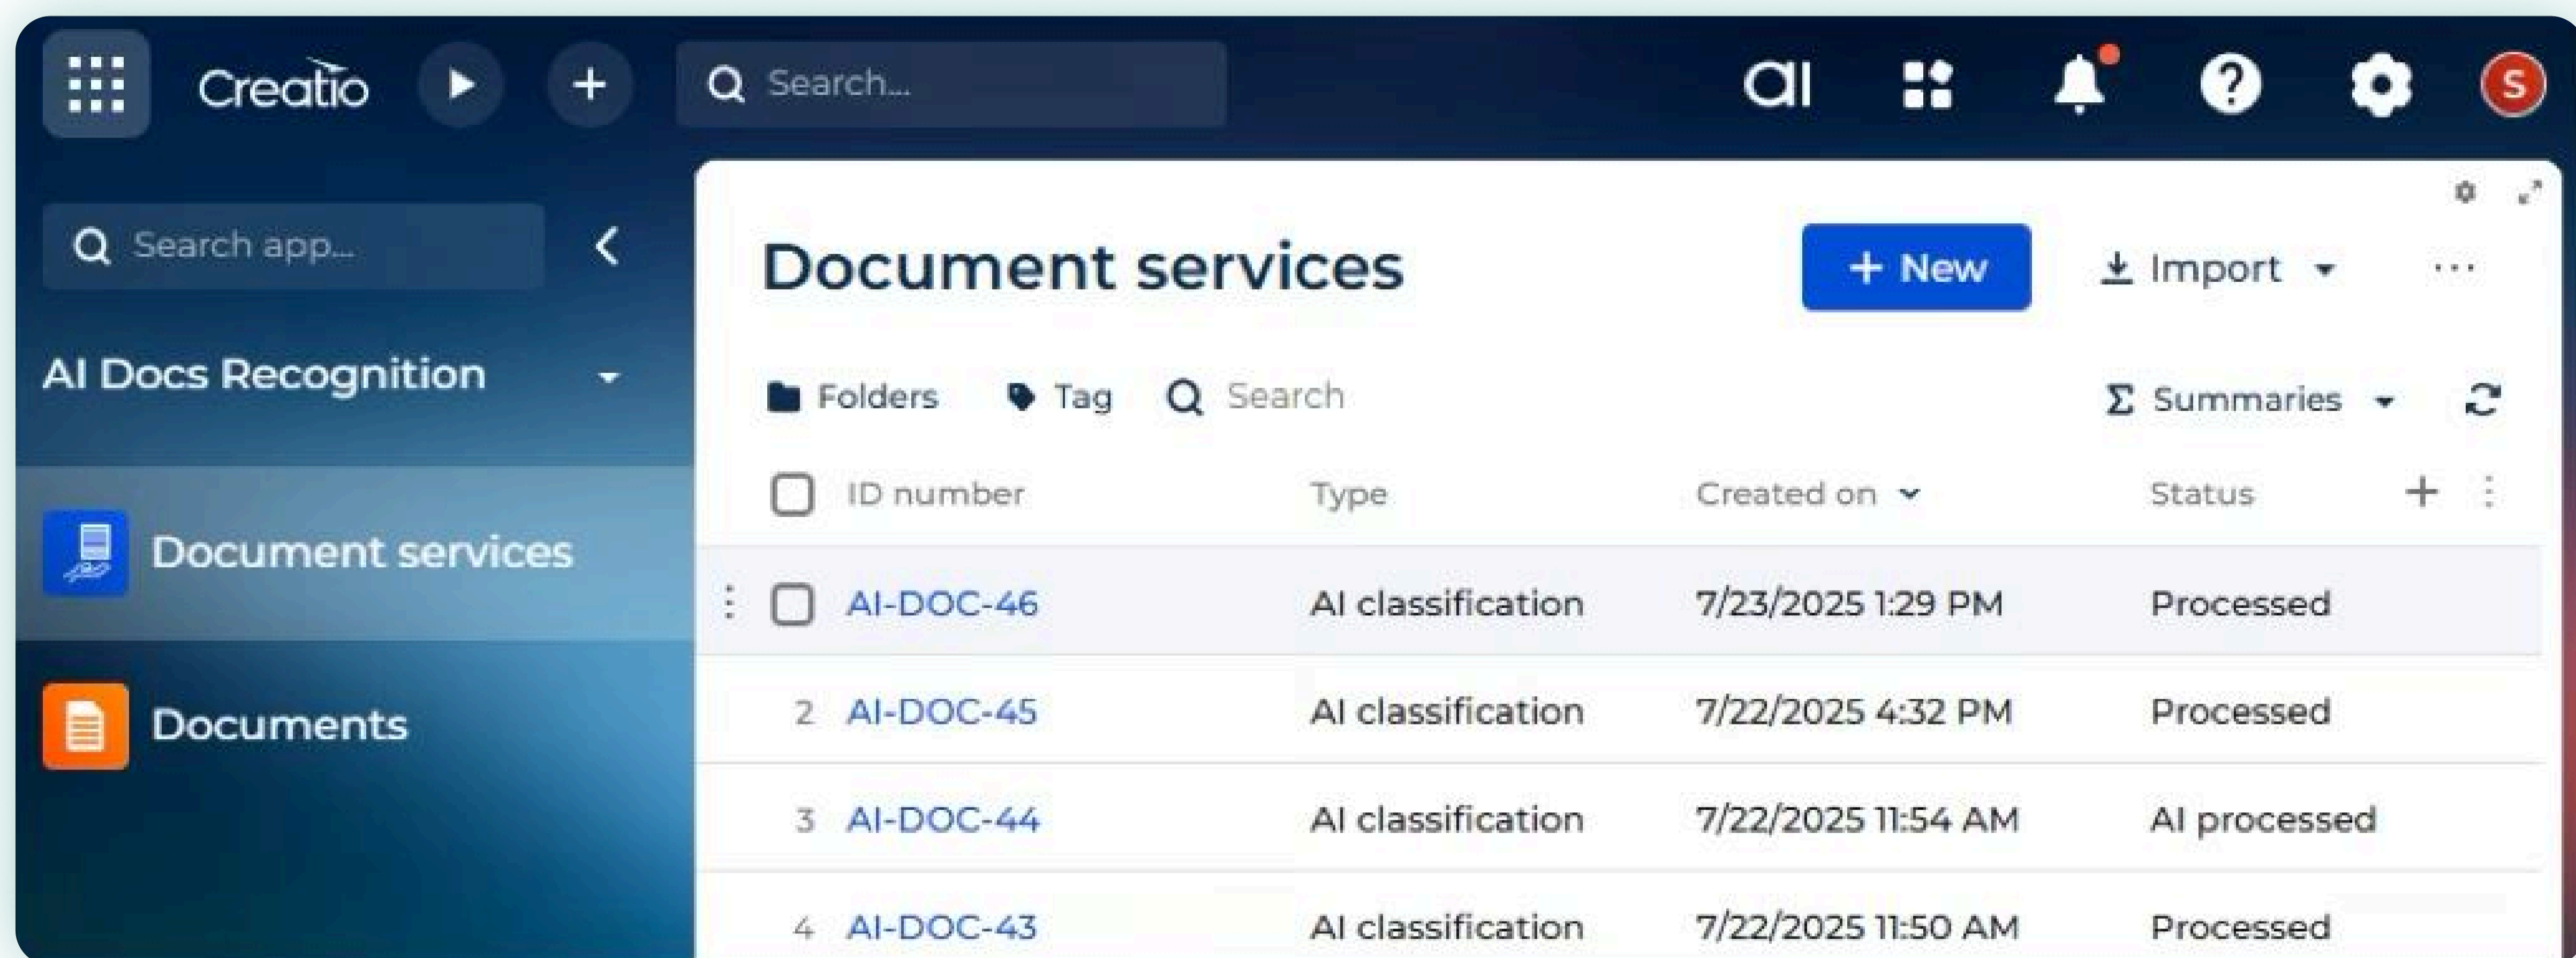 Creatio
Search...
ai
S
Search app...
AI Docs Recognition
Document services
Documents
Document services
+ New
Import
...
Folders
Tag
Search
Σ Summaries
ID number Type Created on Status +
AI-DOC-46 AI classification 7/23/2025 1:29 PM Processed
2 AI-DOC-45 AI classification 7/22/2025 4:32 PM Processed
3 AI-DOC-44 AI classification 7/22/2025 11:54 AM AI processed
4 AI-DOC-43 AI classification 7/22/2025 11:50 AM Processed